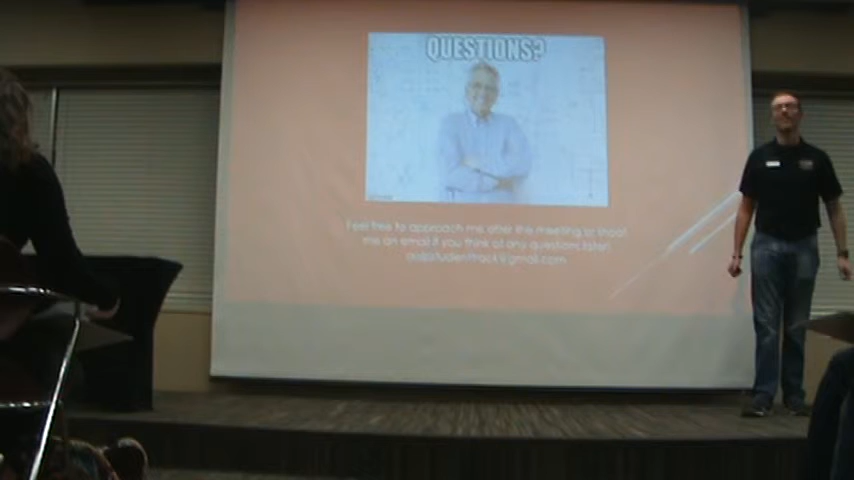 QUESTIONS?
Feel free to approach me after the meeting or shoot
me an email if you think of any questions later!